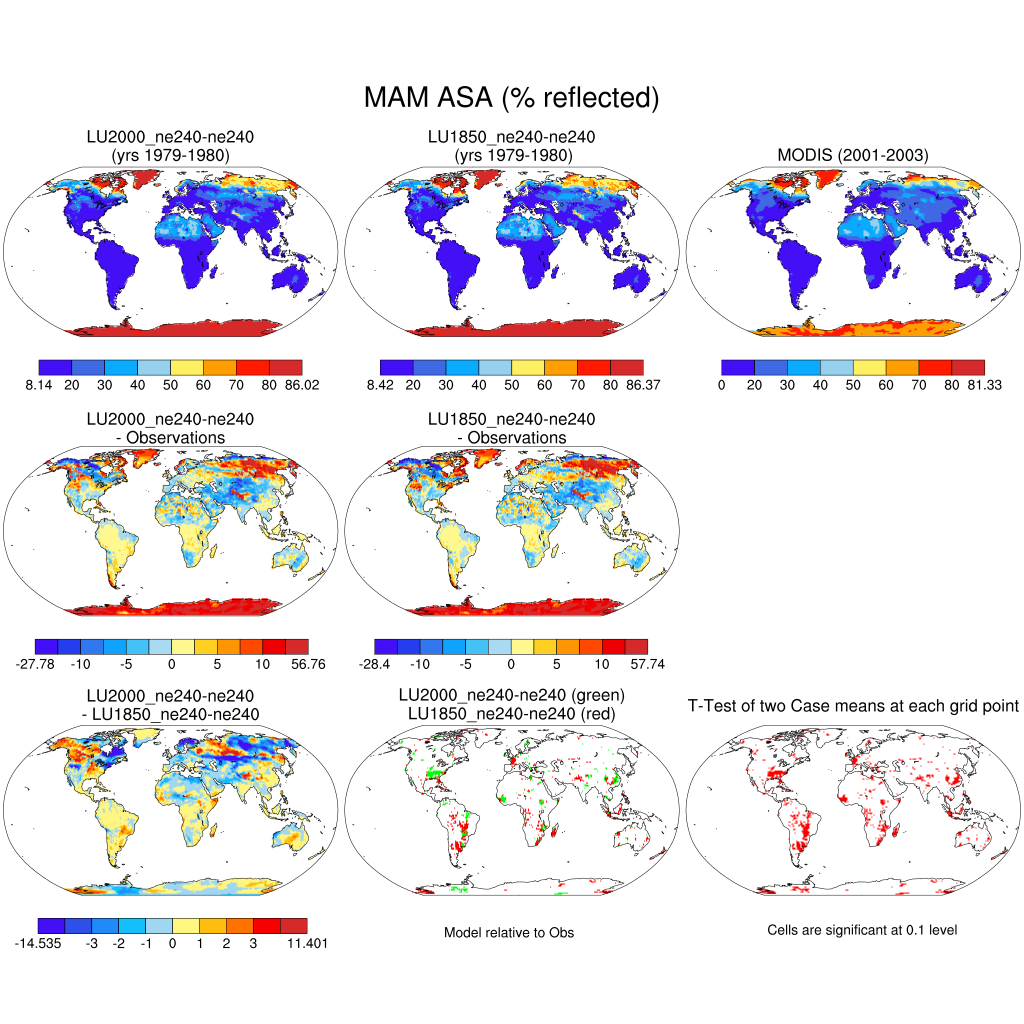 MAM ASA (% reflected)
LU2000_ne240-ne240
(yrs 1979-1980)
LU1850_ne240-ne240
(yrs 1979-1980)
MODIS (2001-2003)
8.14 20 30 40 50 60 70 80 86.02
8.42 20 30 40 50 60 70 80 86.37
0 20 30 40 50 60 70 80 81.33
LU2000_ne240-ne240
- Observations
LU1850_ne240-ne240
- Observations
-27.78 -10 -5 0 5 10 56.76
-28.4 -10 -5 0 5 10 57.74
LU2000_ne240-ne240
- LU1850_ne240-ne240
LU2000_ne240-ne240 (green)
LU1850_ne240-ne240 (red)
T-Test of two Case means at each grid point
-14.535 -3 -2 -1 0 1 2 3 11.401
Model relative to Obs
Cells are significant at 0.1 level